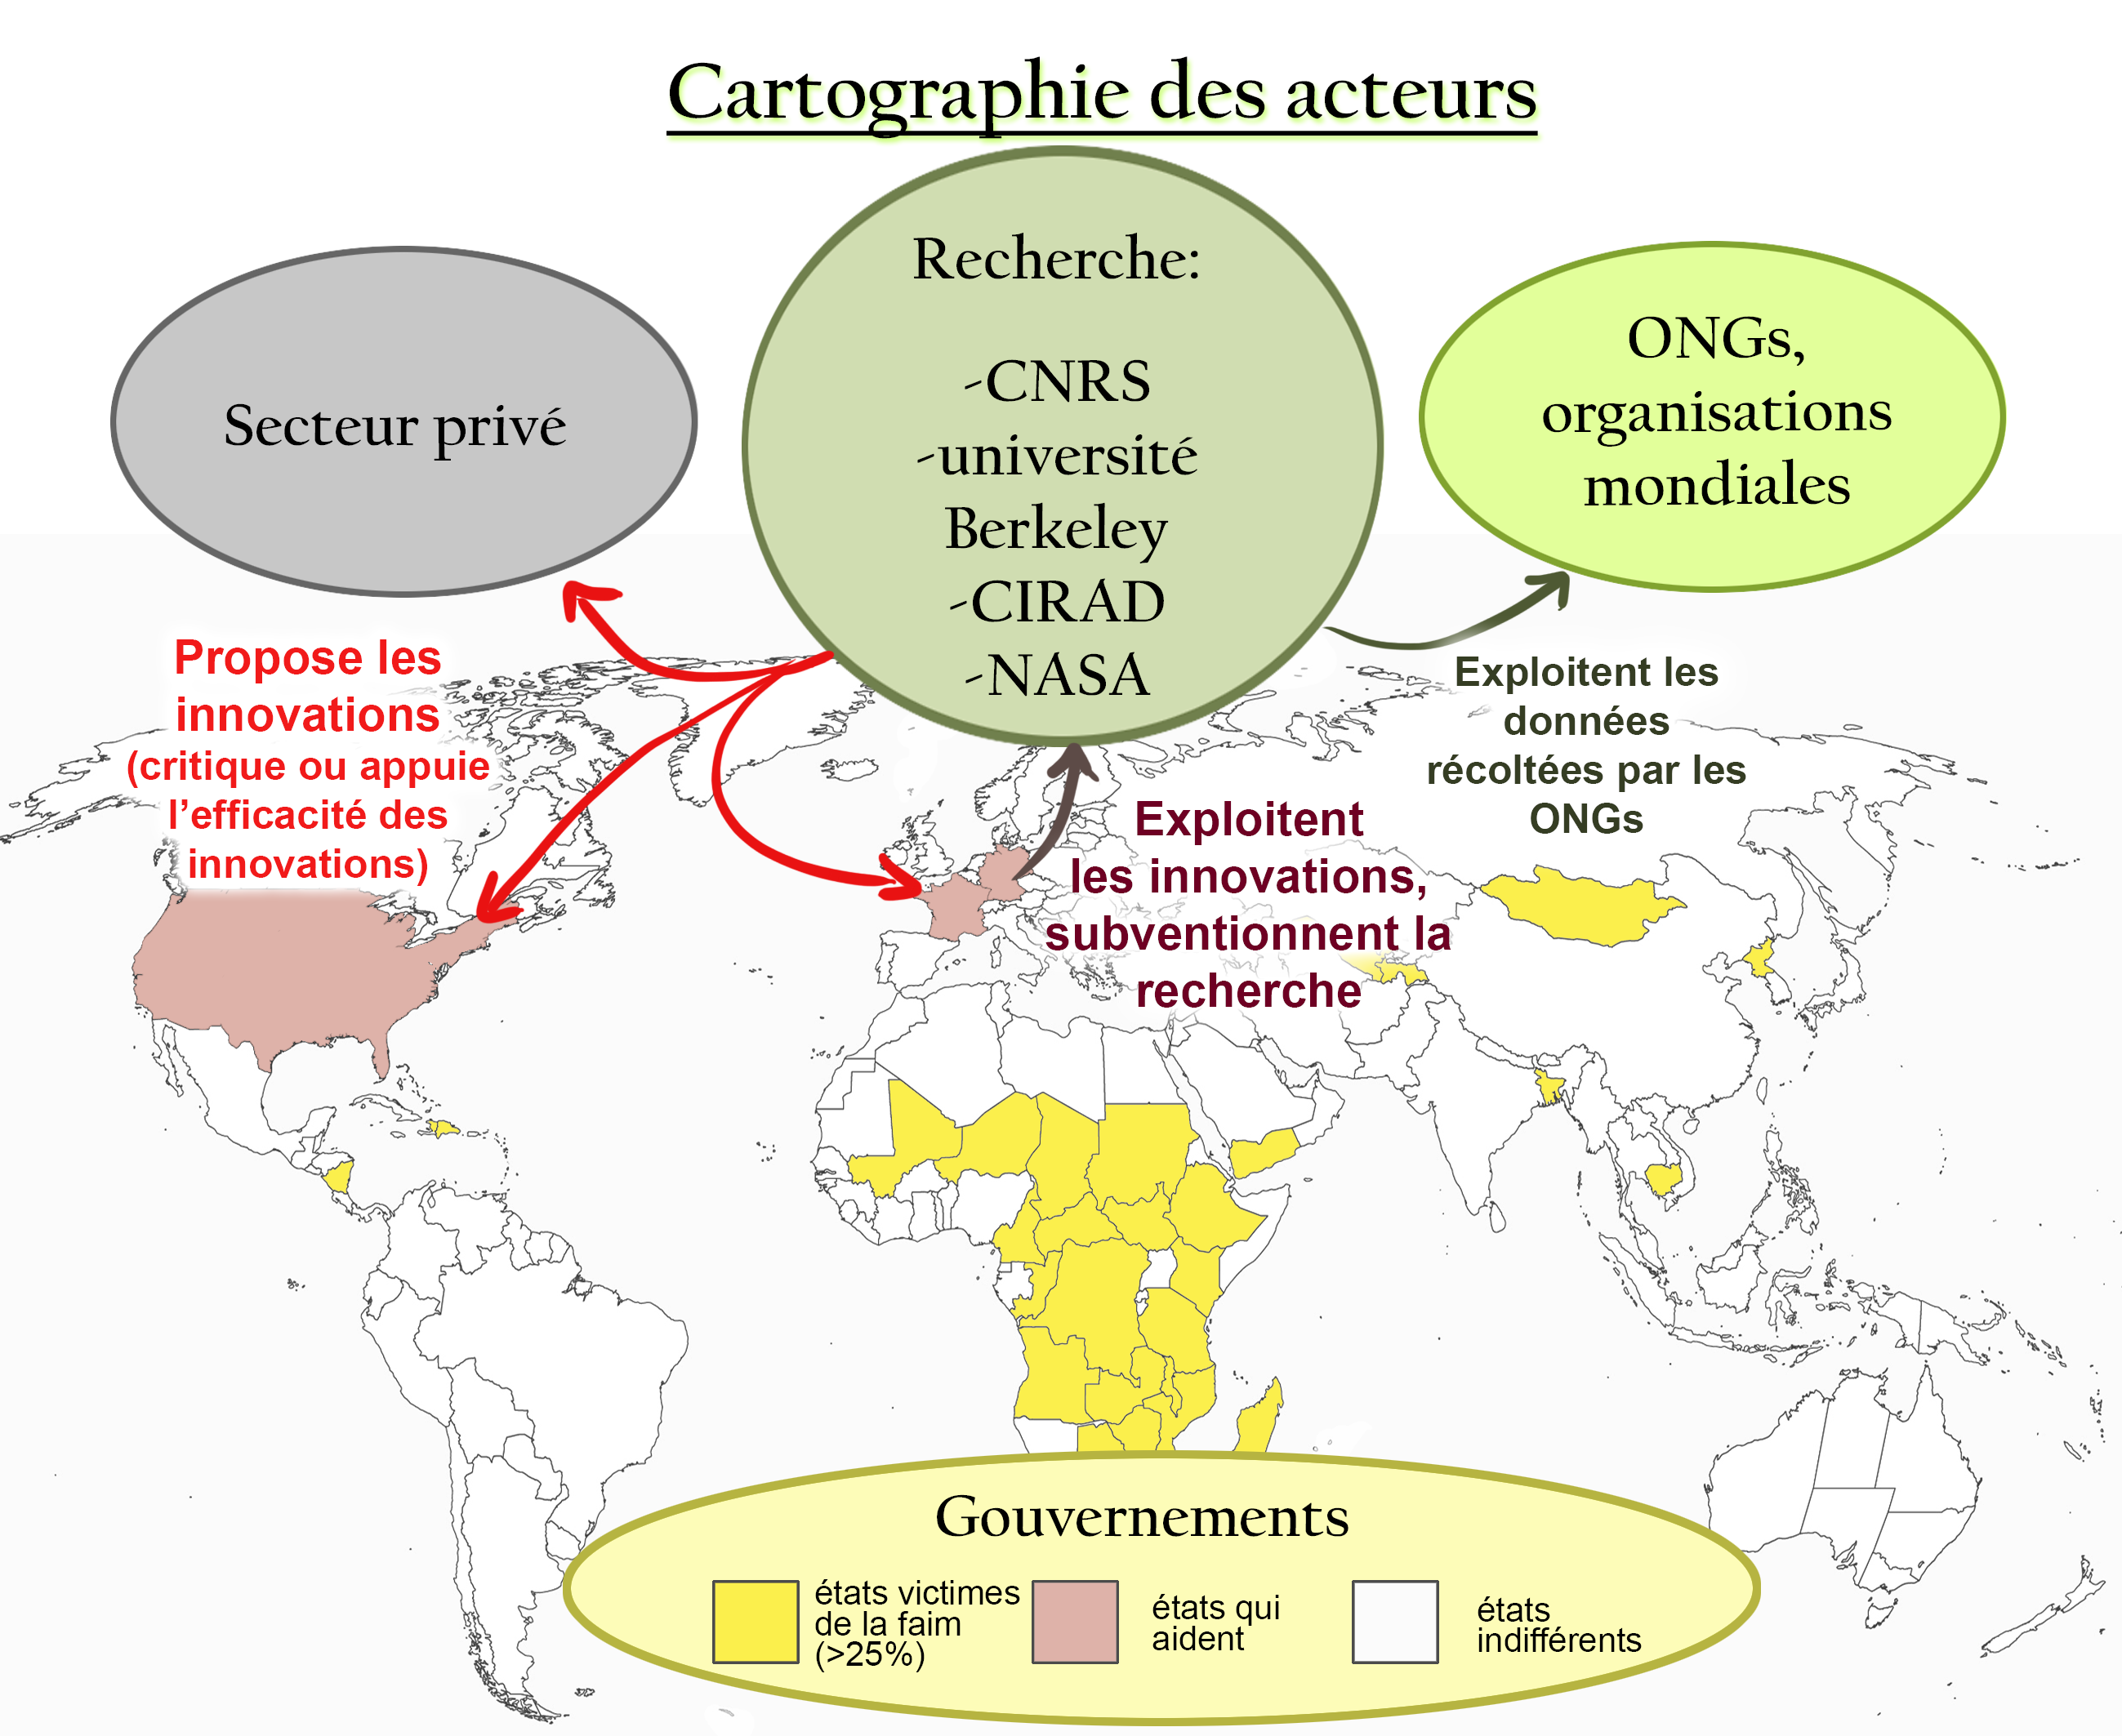 Cartographie des acteurs
Recherche:
-CNRS
-université
Berkeley
-CIRAD
-NASA
Secteur privé
ONGs,
organisations
mondiales
Propose les
innovations
(critique ou appuie
l’efficacité des
innovations)
Exploitent les
données
récoltées par les
ONGs
Exploitent
les innovations,
subventionnent la
recherche
Gouvernements
états victimes
de la faim
(>25%)
états qui
aident
états
indifférents